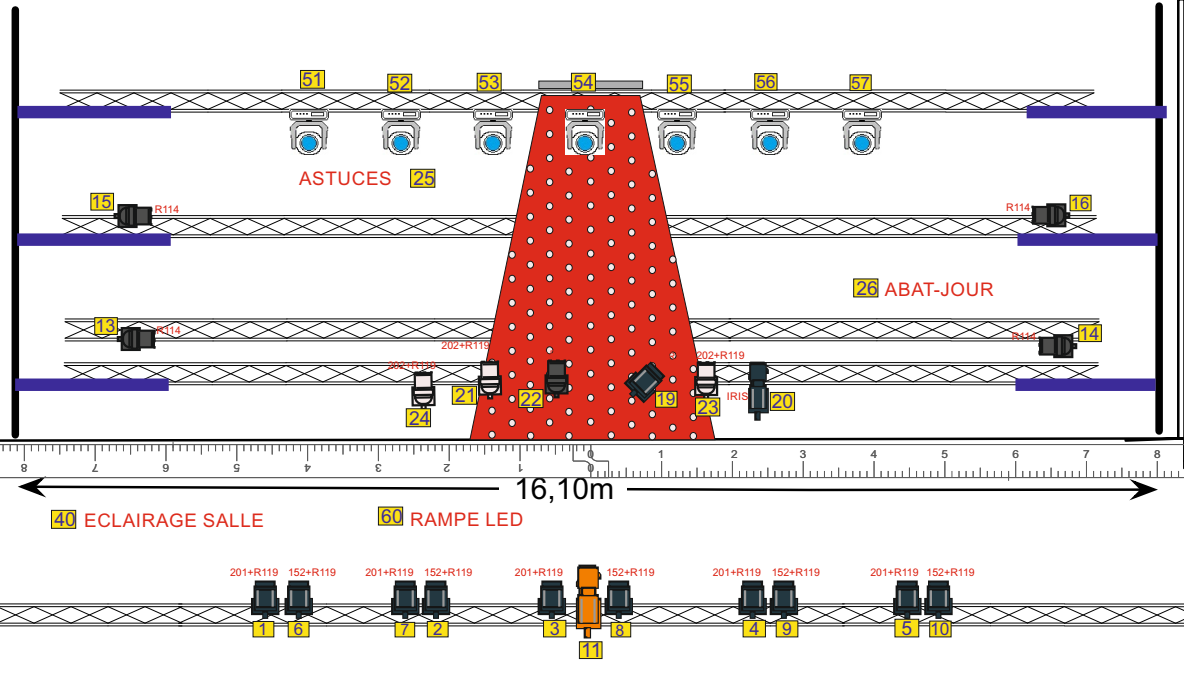 51 52 53 54 55 56 57
ASTUCES 25
15 R114
R114 16
26 ABAT-JOUR
13 R114
R114 14
202+R119
202+R119
202+R119
24 21 22 19 23 IRIS 20
8 7 6 5 4 3 2 1 0 1 2 3 4 5 6 7 8
0
16,10m
40 ECLAIRAGE SALLE
60 RAMPE LED
201+R119 152+R119 201+R119 152+R119 201+R119 152+R119 201+R119 152+R119 201+R119 152+R119
1 6 7 2 3 8 4 9 5 10
11